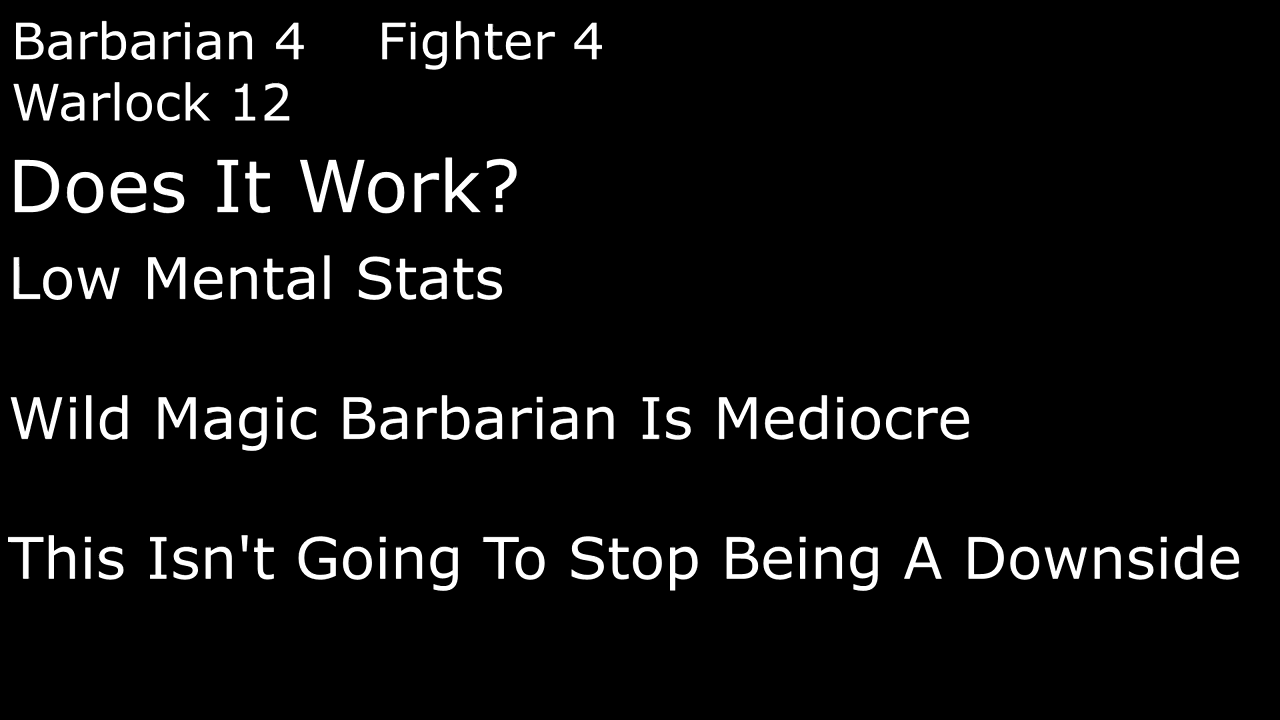 Barbarian 4 Fighter 4
Warlock 12
Does It Work?
Low Mental Stats
Wild Magic Barbarian Is Mediocre
This Isn't Going To Stop Being A Downside